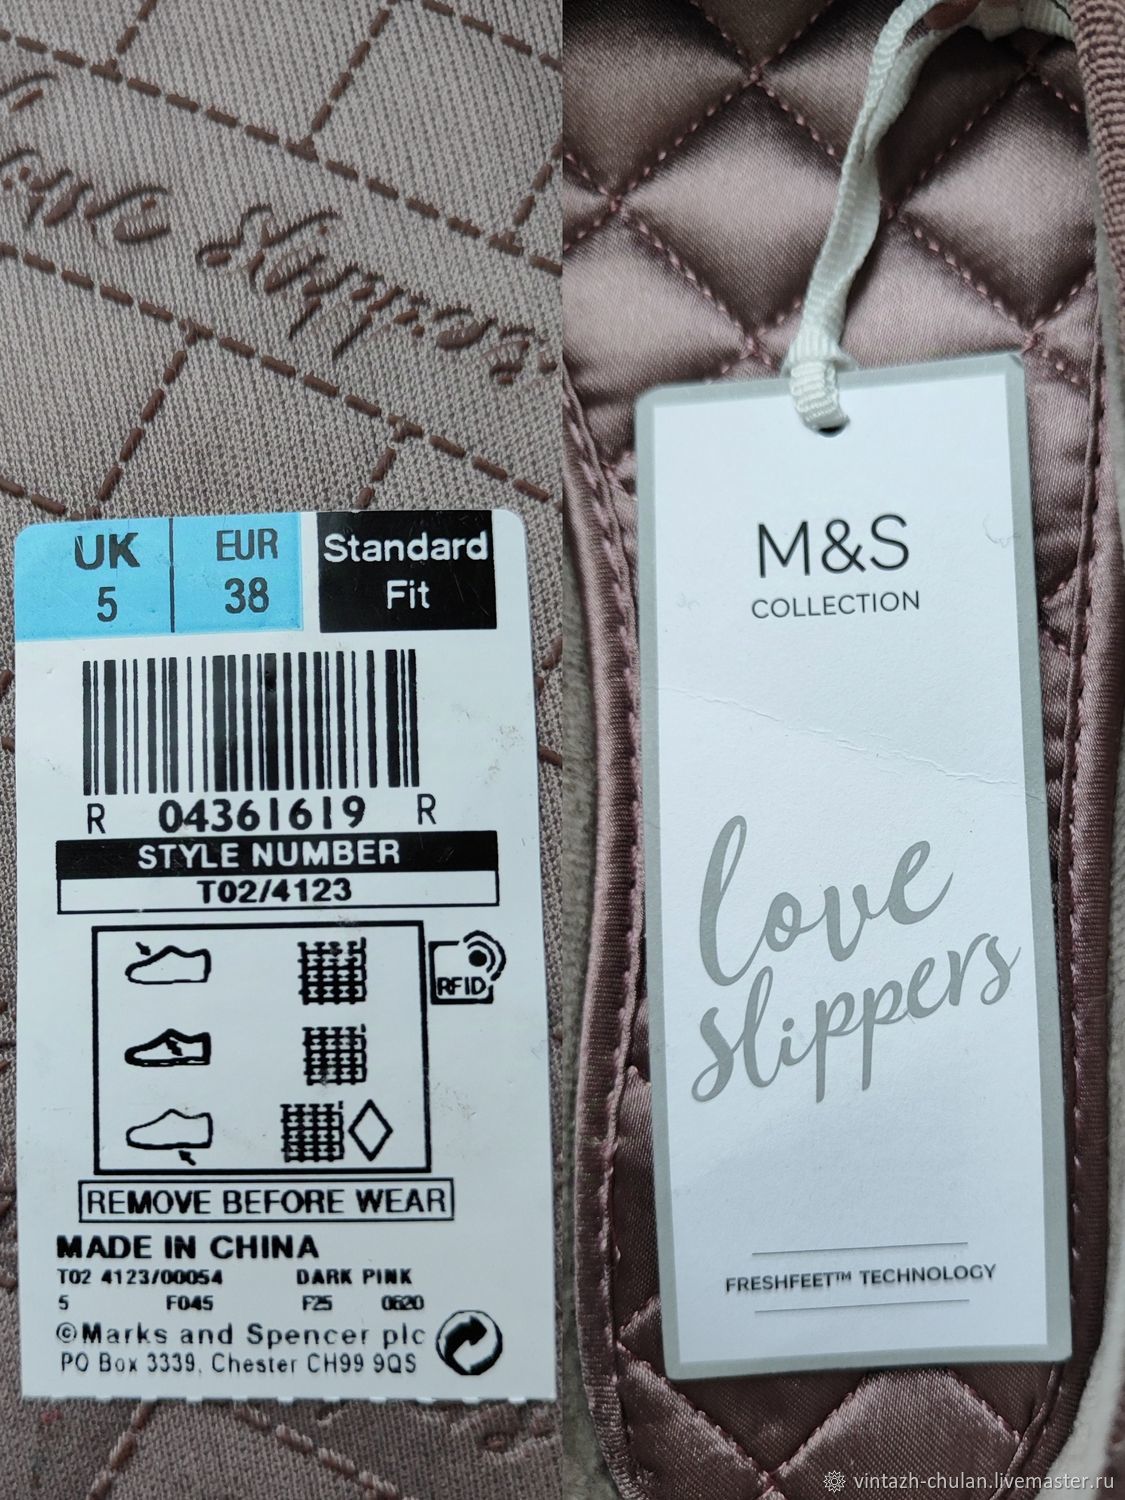 Slippers
UK
5
EUR
38
Standard
Fit
R 04361619 R
STYLE NUMBER
T02/4123
RFID
REMOVE BEFORE WEAR
MADE IN CHINA
T02 4123/00054 DARK PINK
5 F045 F25 0620
©Marks and Spencer plc
PO Box 3339, Chester CH99 9QS
M&S
COLLECTION
love
slippers
FRESHFEET™ TECHNOLOGY
vintazh-chulan.livemaster.ru